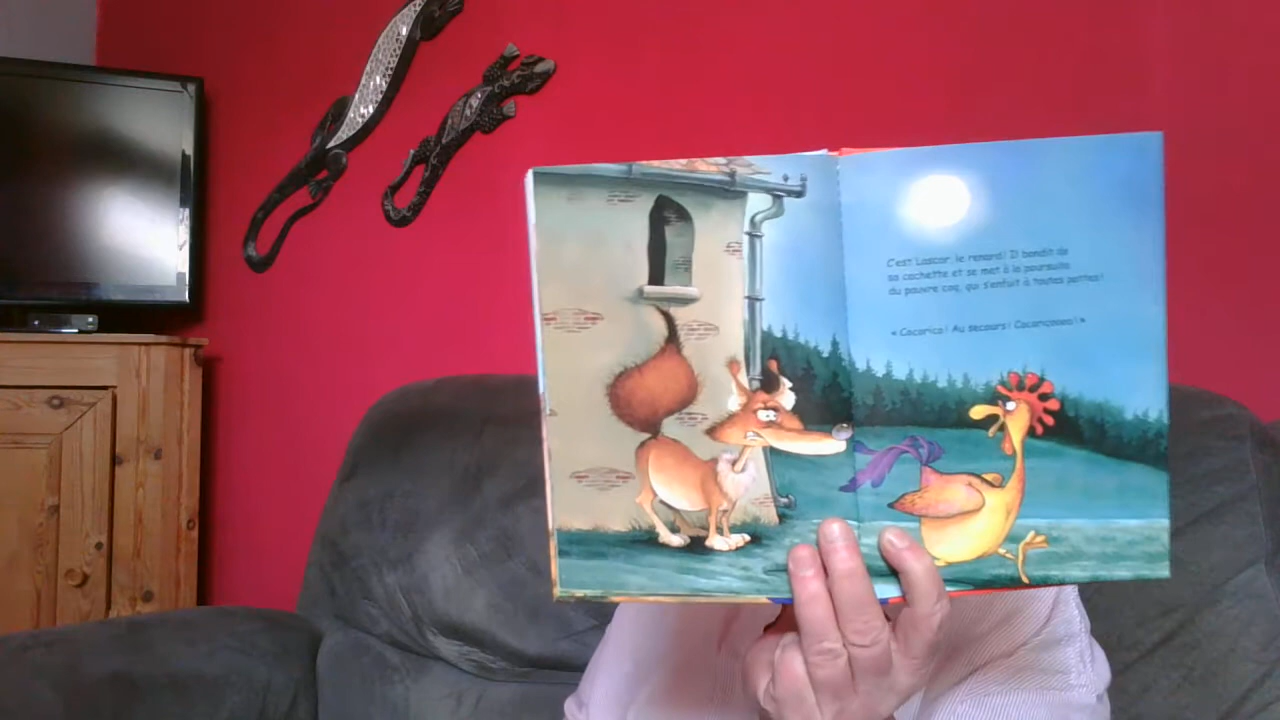 C'est Lascar, le renard! Il bondit de
sa cachette et se met à la poursuite
du pauvre coq, qui s'enfuit à toutes pattes!
« Cocorico! Au secours! Cocoricoooo! »